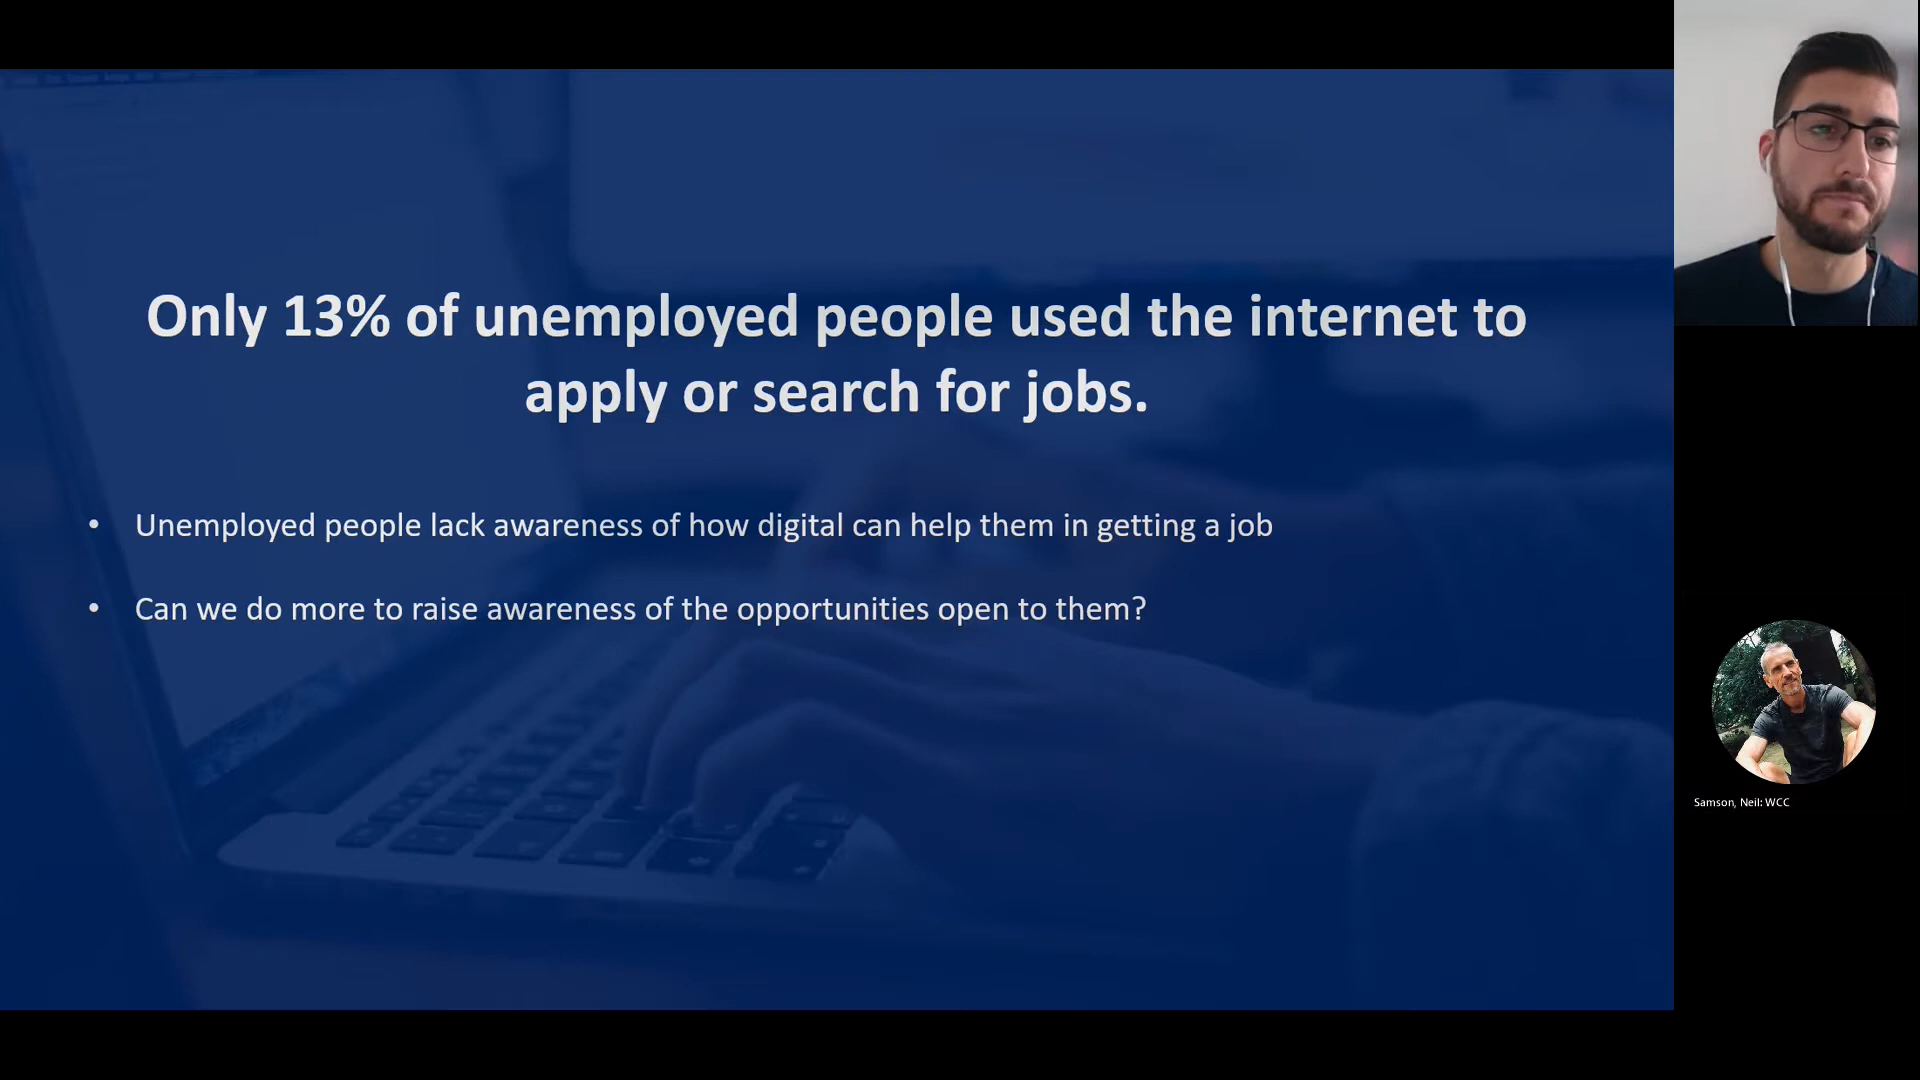 Only 13% of unemployed people used the internet to
apply or search for jobs.
• Unemployed people lack awareness of how digital can help them in getting a job
• Can we do more to raise awareness of the opportunities open to them?
Samson, Neil: WCC